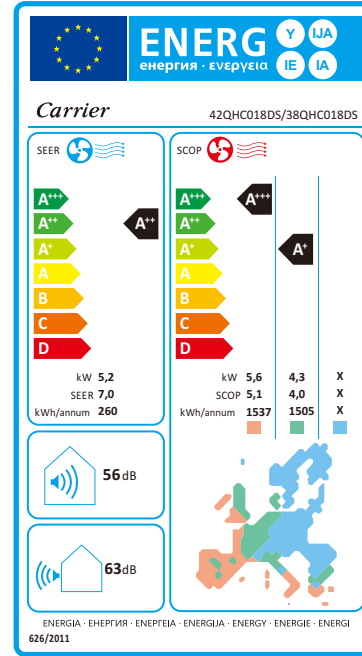 ENERG Y IJA
енергия · ενεργεια IE IA
Carrier 42QHC018DS/38QHC018DS
SEER SCOP
A+++ A+++ A+++
A++ A++ A++
A+ A+ A+
A A
B B
C C
D D
kW 5,2 kW 5,6 4,3 X
SEER 7,0 SCOP 5,1 4,0 X
kWh/annum 260 kWh/annum 1537 1505 X
56dB
63dB
ENERGIA · ЕНЕРГИЯ · ΕΝΕΡΓΕΙΑ · ENERGIJA · ENERGY · ENERGIE · ENERGI
626/2011